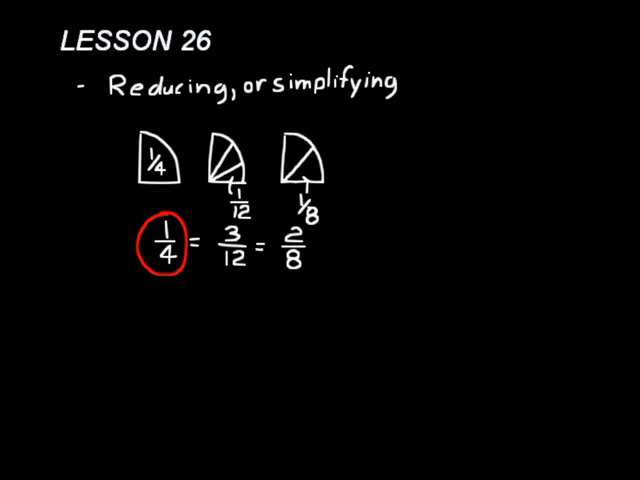 LESSON 26
- Reducing, or simplifying
1/4
1/12 1/8
1/4 = 3/12 = 2/8